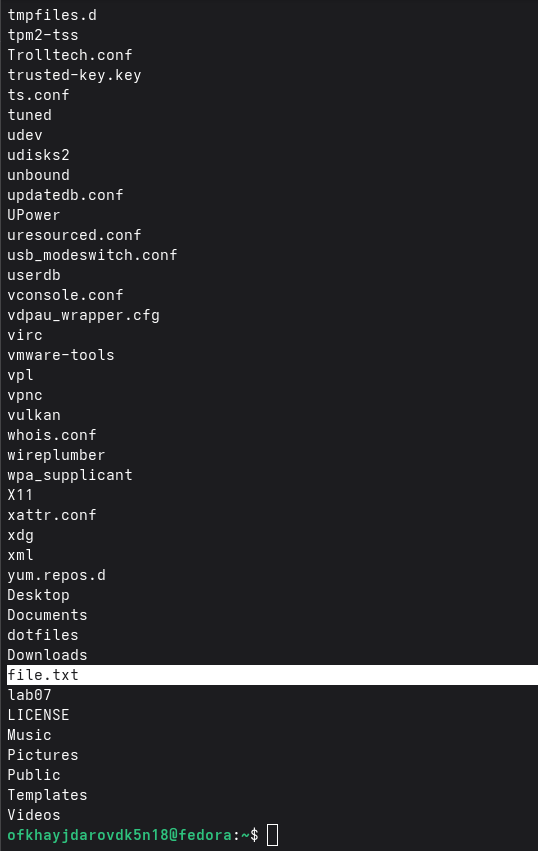 tmpfiles.d
tpm2-tss
Trolltech.conf
trusted-key.key
ts.conf
tuned
udev
udisks2
unbound
updatedb.conf
UPower
uresourced.conf
usb_modeswitch.conf
userdb
vconsole.conf
vdpau_wrapper.cfg
virc
vmware-tools
vpl
vpnc
vulkan
whois.conf
wireplumber
wpa_supplicant
X11
xattr.conf
xdg
xml
yum.repos.d
Desktop
Documents
dotfiles
Downloads
file.txt
lab07
LICENSE
Music
Pictures
Public
Templates
Videos
ofkhayjdarovdk5n18@fedora:~$